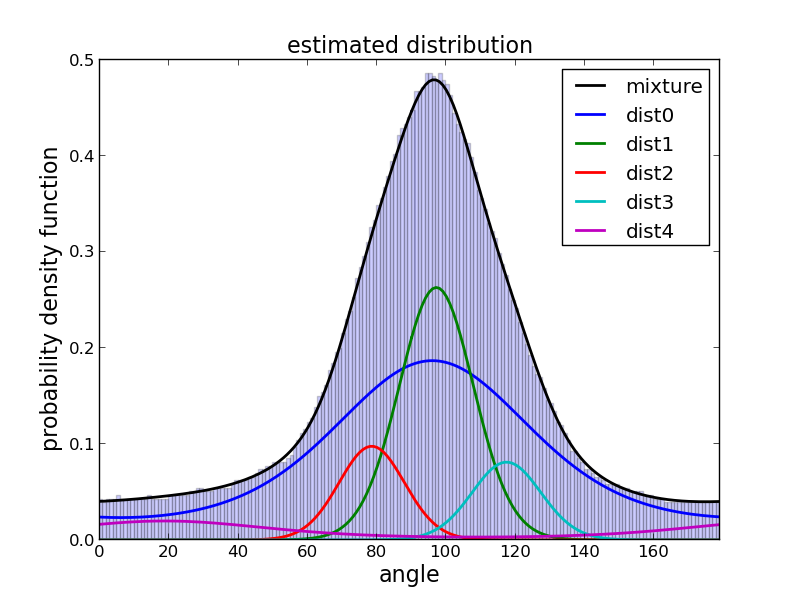 estimated distribution
probability density function
0.5
0.4
0.3
0.2
0.1
0.0
mixture
dist0
dist1
dist2
dist3
dist4
0 20 40 60 80 100 120 140 160
angle